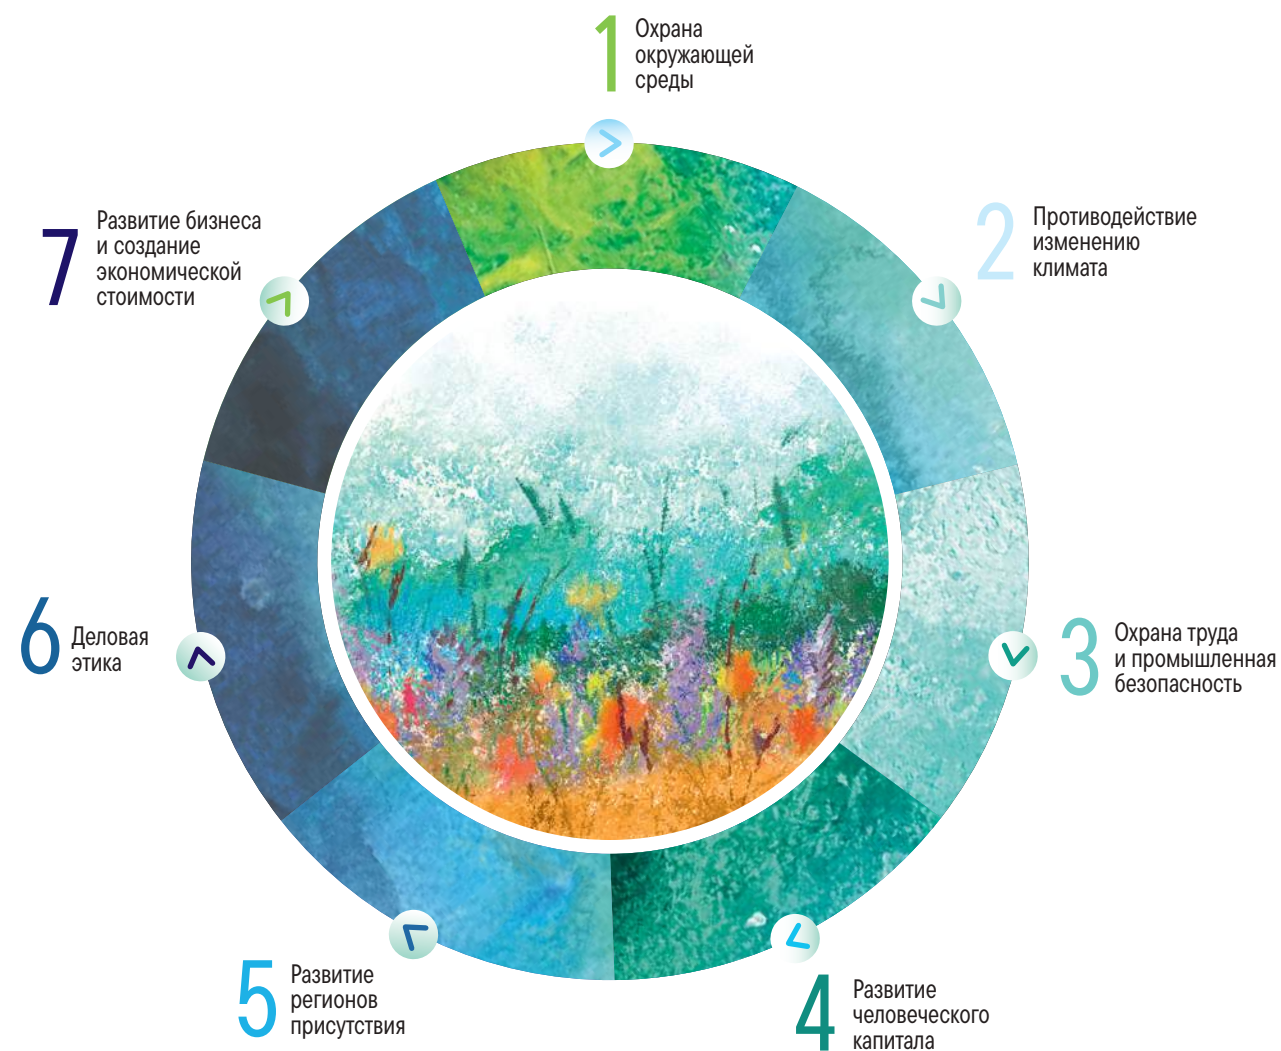 1
Охрана
окружающей
среды
2
Противодействие
изменению
климата
3
Охрана труда
и промышленная
безопасность
4
Развитие
человеческого
капитала
5
Развитие
регионов
присутствия
6
Деловая
этика
7
Развитие бизнеса
и создание
экономической
стоимости